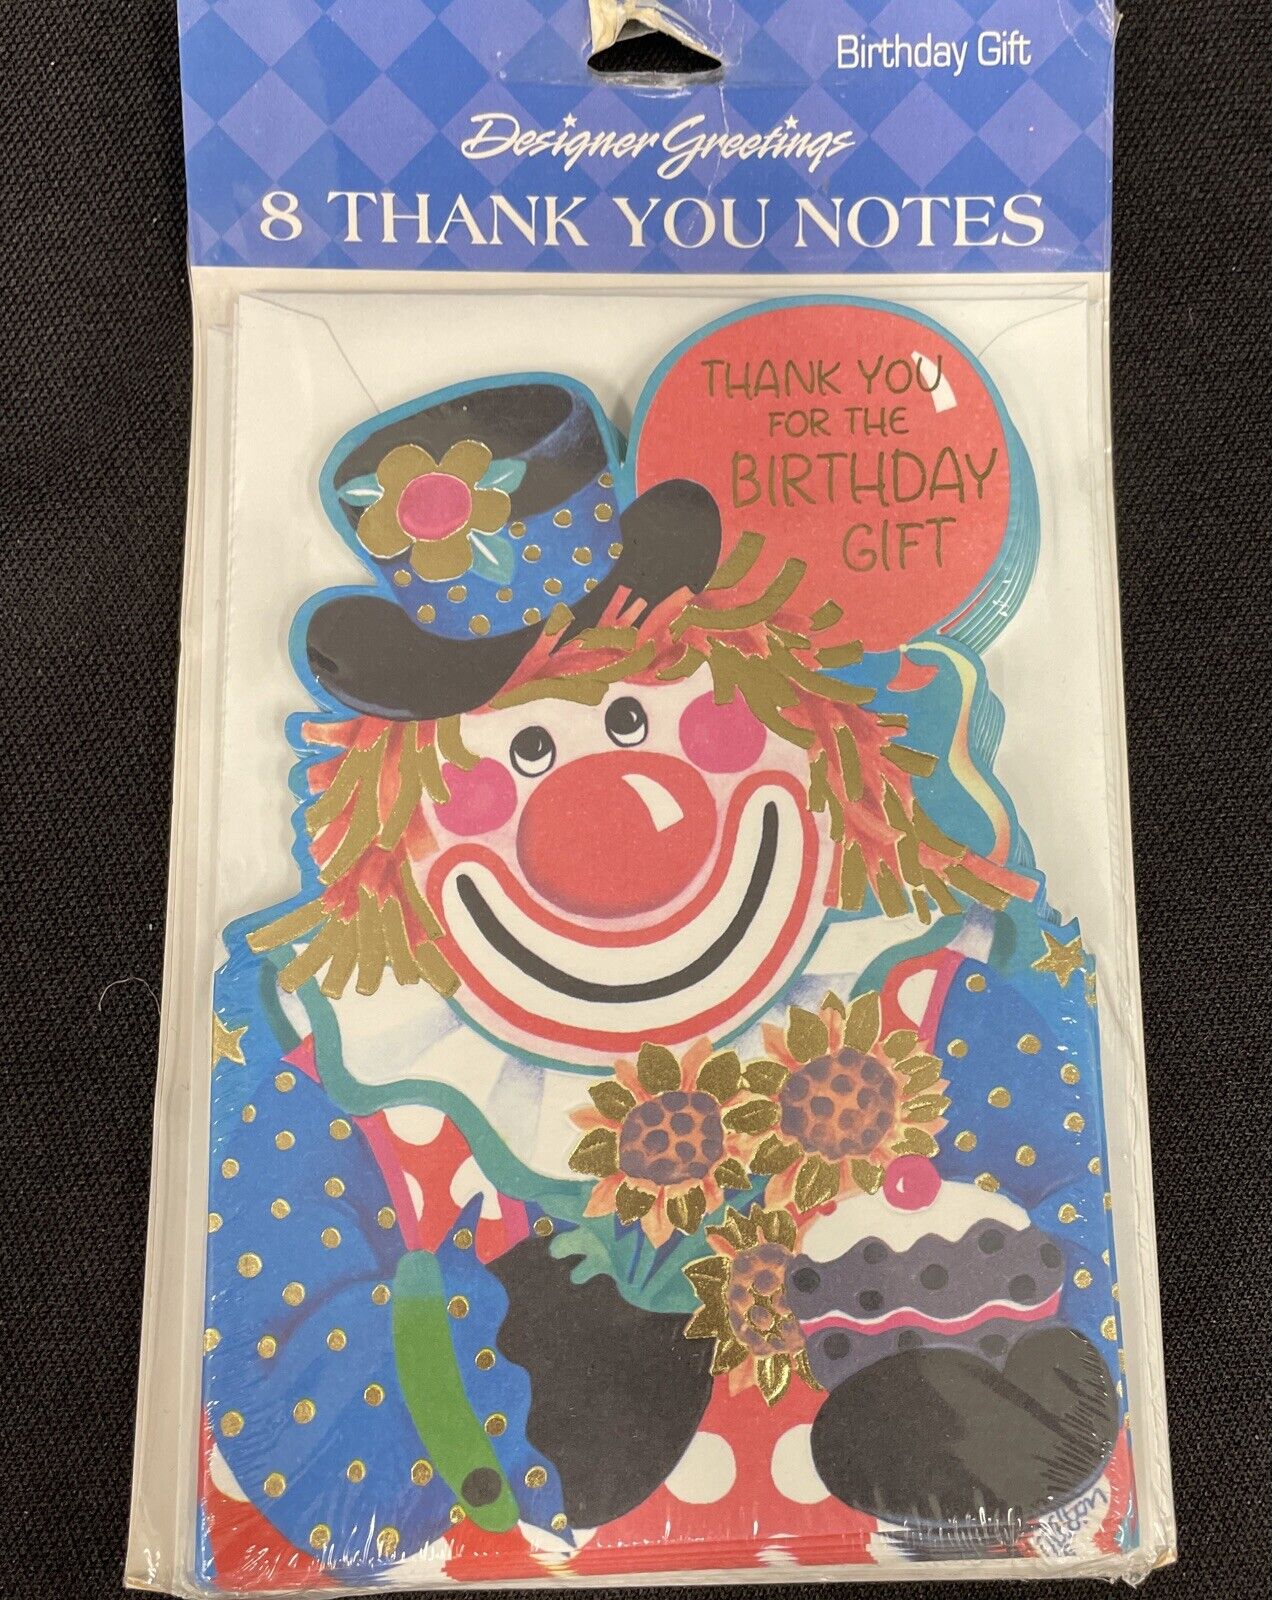 Birthday Gift
Designer Greetings
8 THANK YOU NOTES
THANK YOU
FOR THE
BIRTHDAY
GIFT